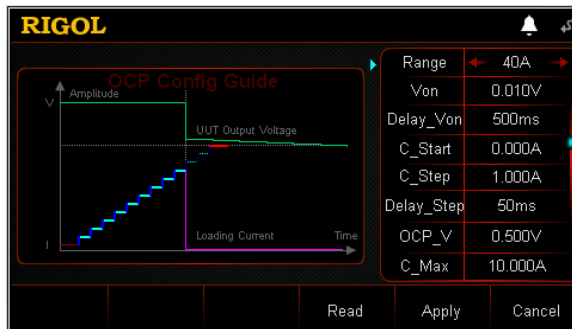 RIGOL
OCP Config Guide
Amplitude
V
UUT Output Voltage
Loading Current
Time
I
Range 40A
Von 0.010V
Delay_Von 500ms
C_Start 0.000A
C_Step 1.000A
Delay_Step 50ms
OCP_V 0.500V
C_Max 10.000A
Read Apply Cancel